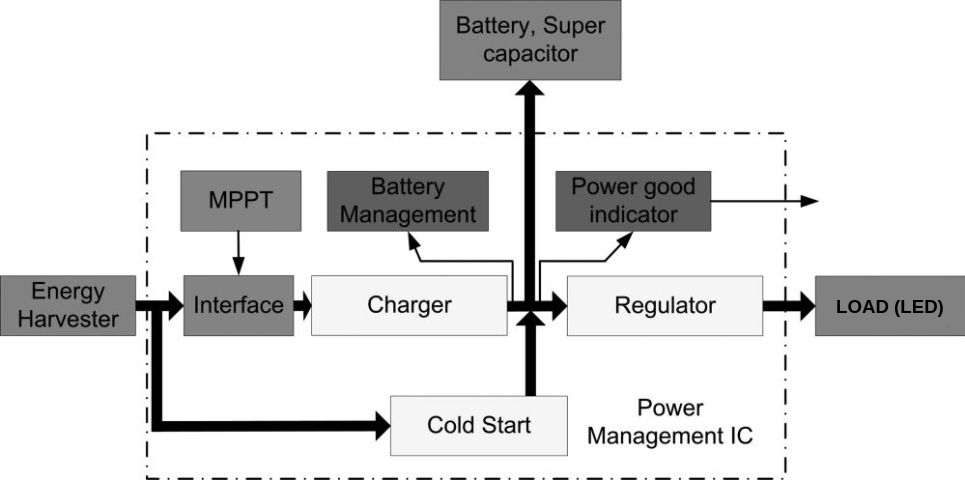 Battery, Super
capacitor
MPPT
Battery
Management
Power good
indicator
Energy
Harvester
Interface
Charger
Regulator
LOAD (LED)
Cold Start
Power
Management IC